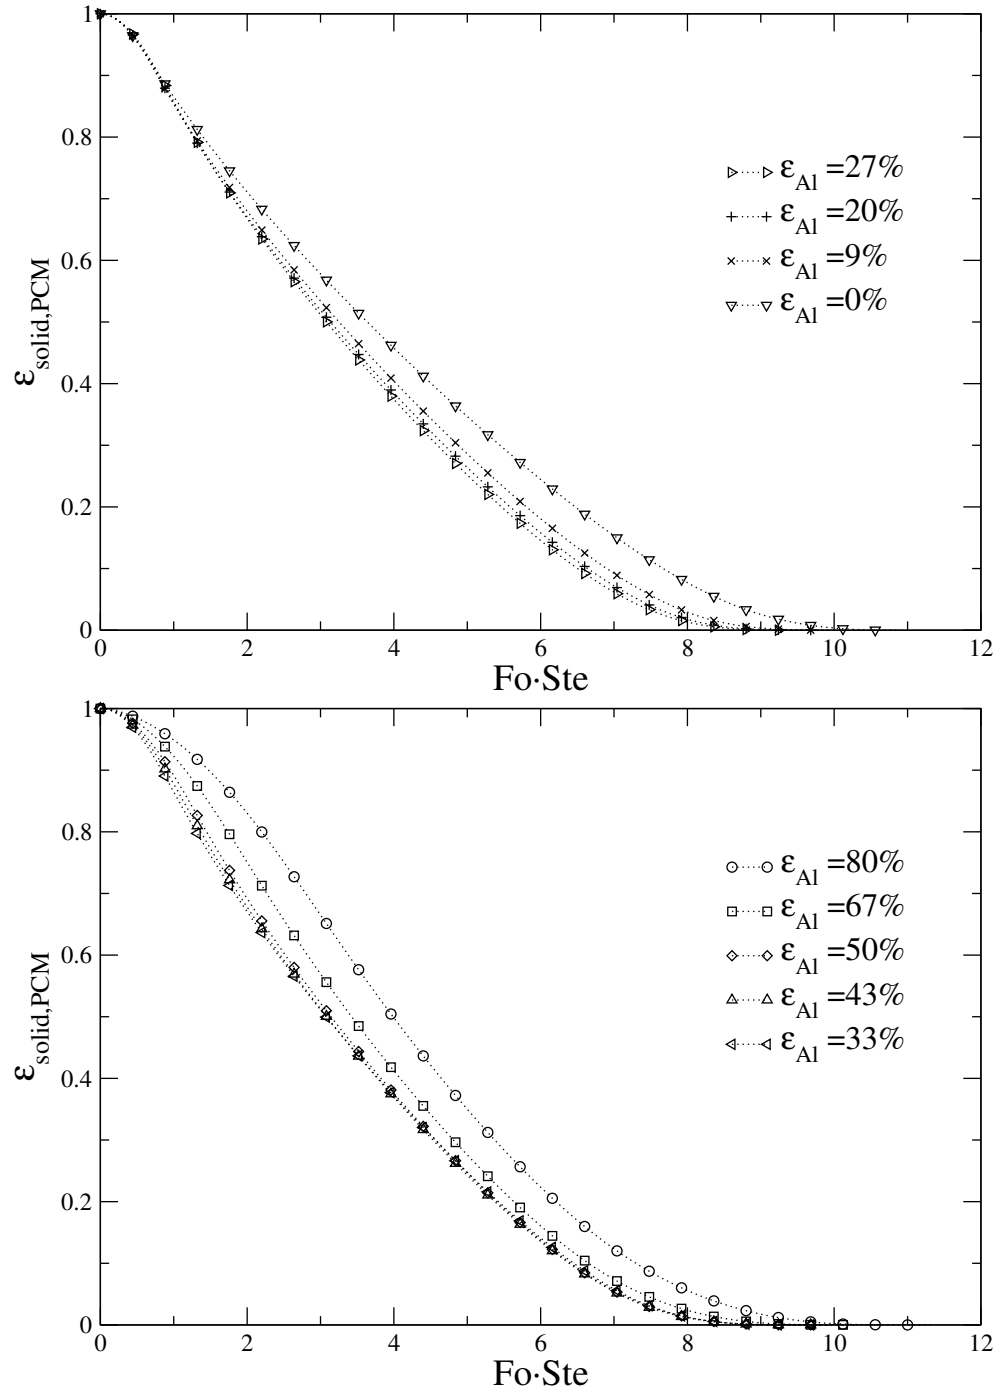 1
0.8
0.6
0.4
0.2
0
ε_solid,PCM
ε_Al =27%
ε_Al =20%
ε_Al =9%
ε_Al =0%
0 2 4 6 8 10 12
Fo·Ste
1
0.8
0.6
0.4
0.2
0
ε_solid,PCM
ε_Al =80%
ε_Al =67%
ε_Al =50%
ε_Al =43%
ε_Al =33%
0 2 4 6 8 10 12
Fo·Ste